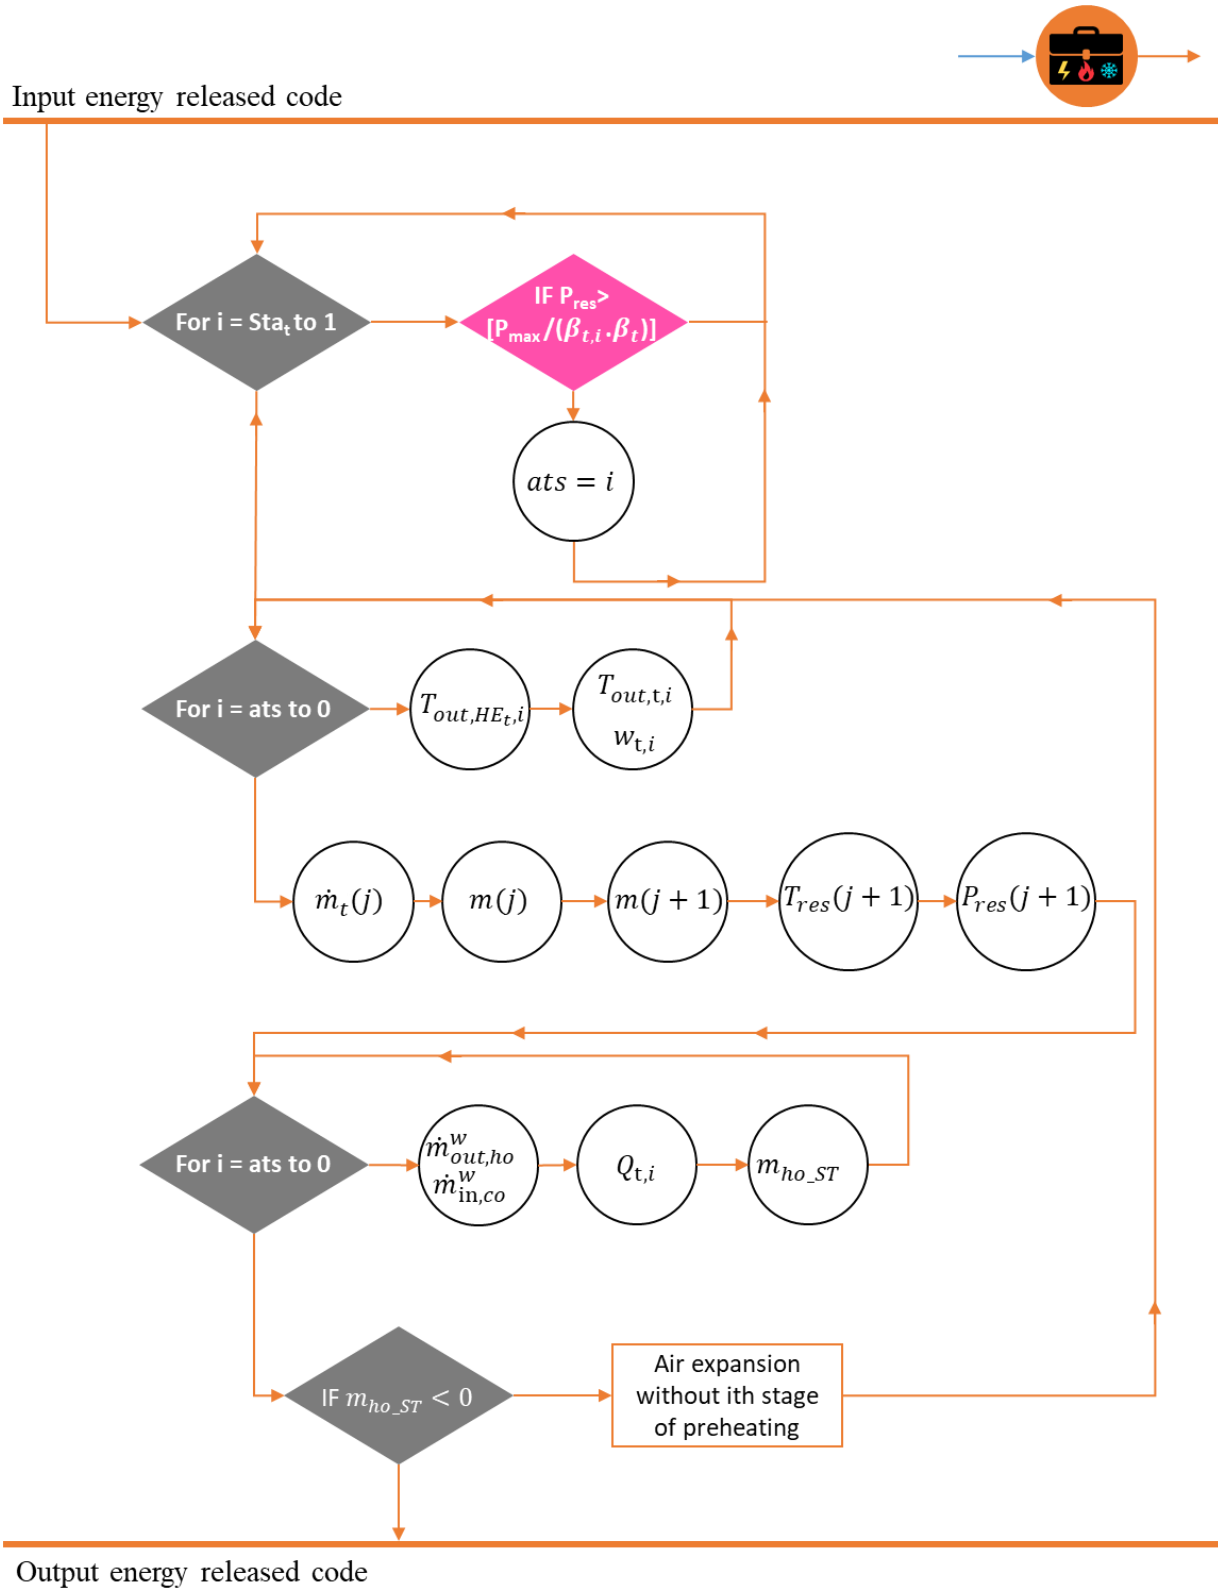 Input energy released code
For i = Staₜ to 1
IF P_res>
[P_max/(β_t,i.β_t)]
ats = i
For i = ats to 0
T_out,HE_t,i
T_out,t,i
w_t,i
ṁ_t(j)
m(j)
m(j + 1)
T_res(j + 1)
P_res(j + 1)
For i = ats to 0
ṁ^w_out,ho
ṁ^w_in,co
Q_t,i
m_ho_ST
IF m_ho_ST < 0
Air expansion
without ith stage
of preheating
Output energy released code